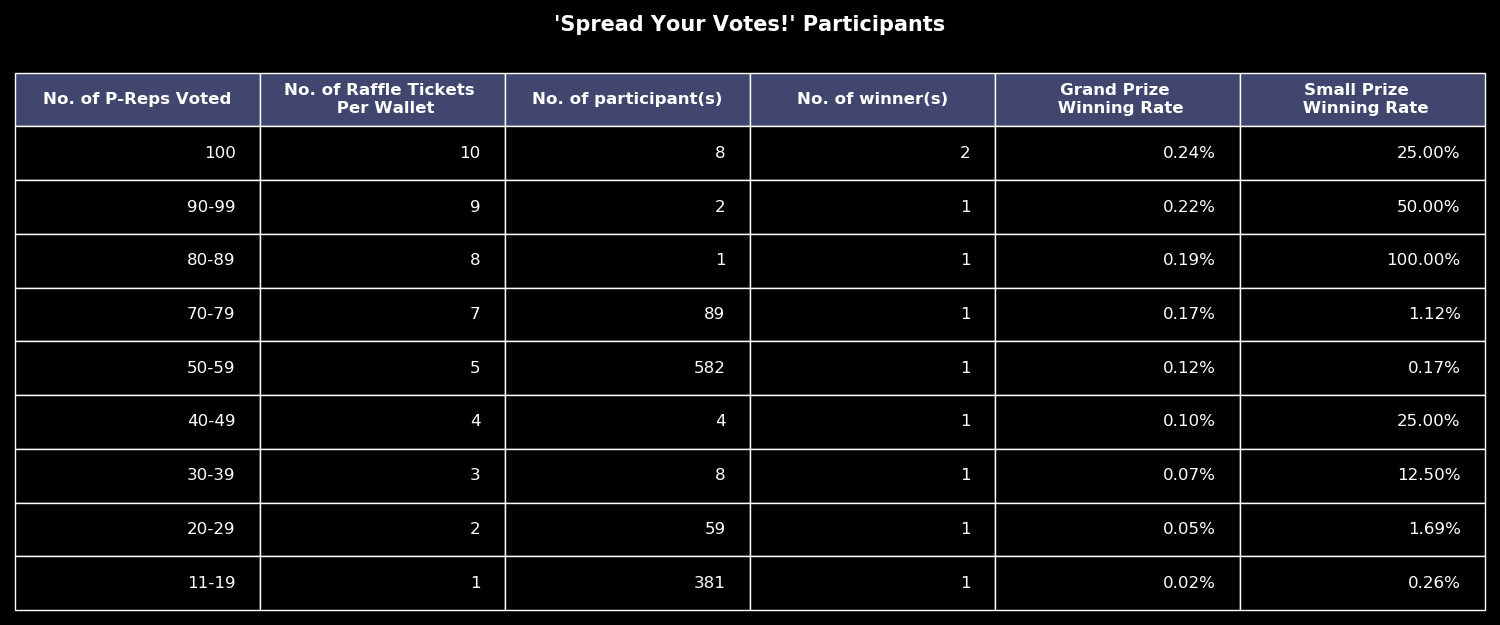 'Spread Your Votes!' Participants
No. of P-Reps Voted No. of Raffle Tickets Per Wallet No. of participant(s) No. of winner(s) Grand Prize Winning Rate Small Prize Winning Rate
100 10 8 2 0.24% 25.00%
90-99 9 2 1 0.22% 50.00%
80-89 8 1 1 0.19% 100.00%
70-79 7 89 1 0.17% 1.12%
50-59 5 582 1 0.12% 0.17%
40-49 4 4 1 0.10% 25.00%
30-39 3 8 1 0.07% 12.50%
20-29 2 59 1 0.05% 1.69%
11-19 1 381 1 0.02% 0.26%